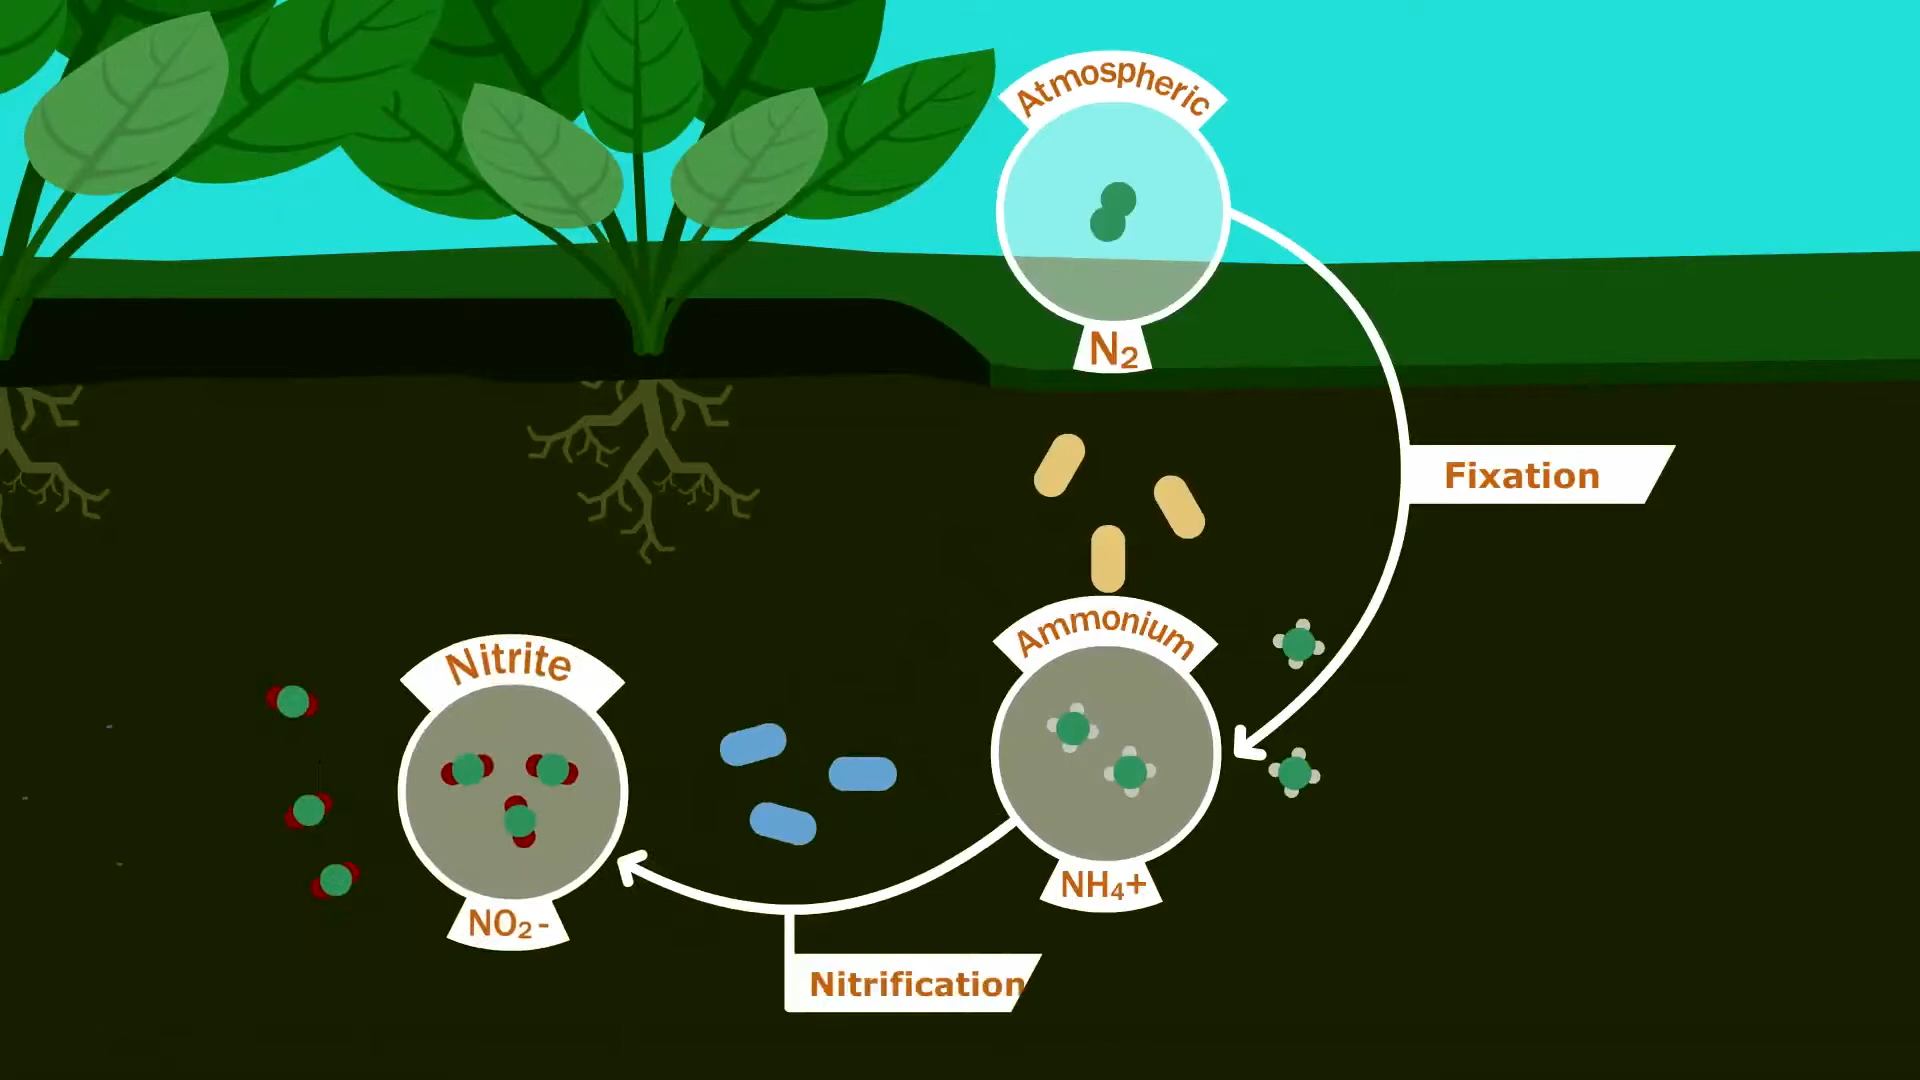 Atmospheric
N₂
Fixation
Ammonium
NH₄+
Nitrite
NO₂-
Nitrification